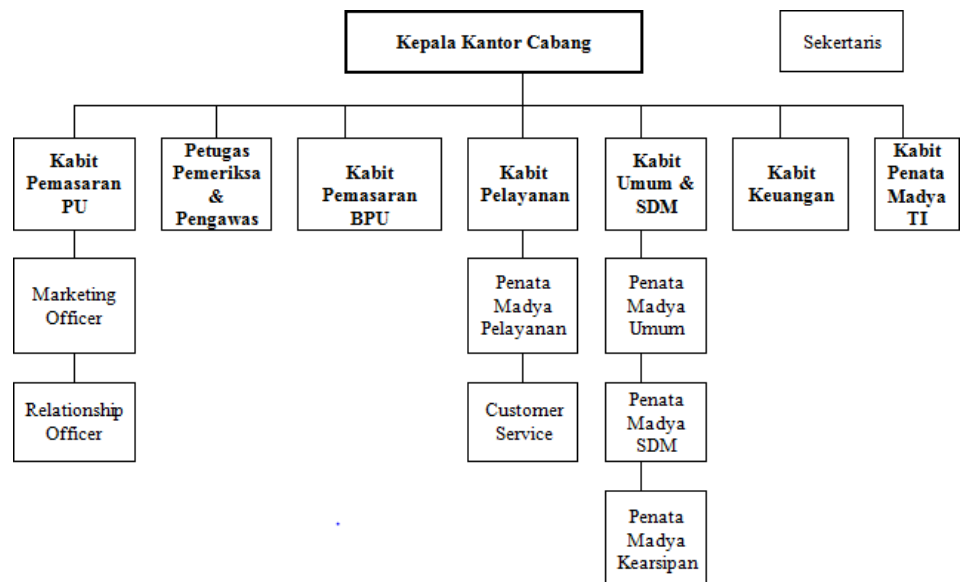 Kepala Kantor Cabang
Sekertaris
Kabit
Pemasaran
PU
Petugas
Pemeriksa
&
Pengawas
Kabit
Pemasaran
BPU
Kabit
Pelayanan
Kabit
Umum &
SDM
Kabit
Keuangan
Kabit
Penata
Madya
TI
Marketing
Officer
Penata
Madya
Pelayanan
Penata
Madya
Umum
Relationship
Officer
Customer
Service
Penata
Madya
SDM
Penata
Madya
Kearsipan